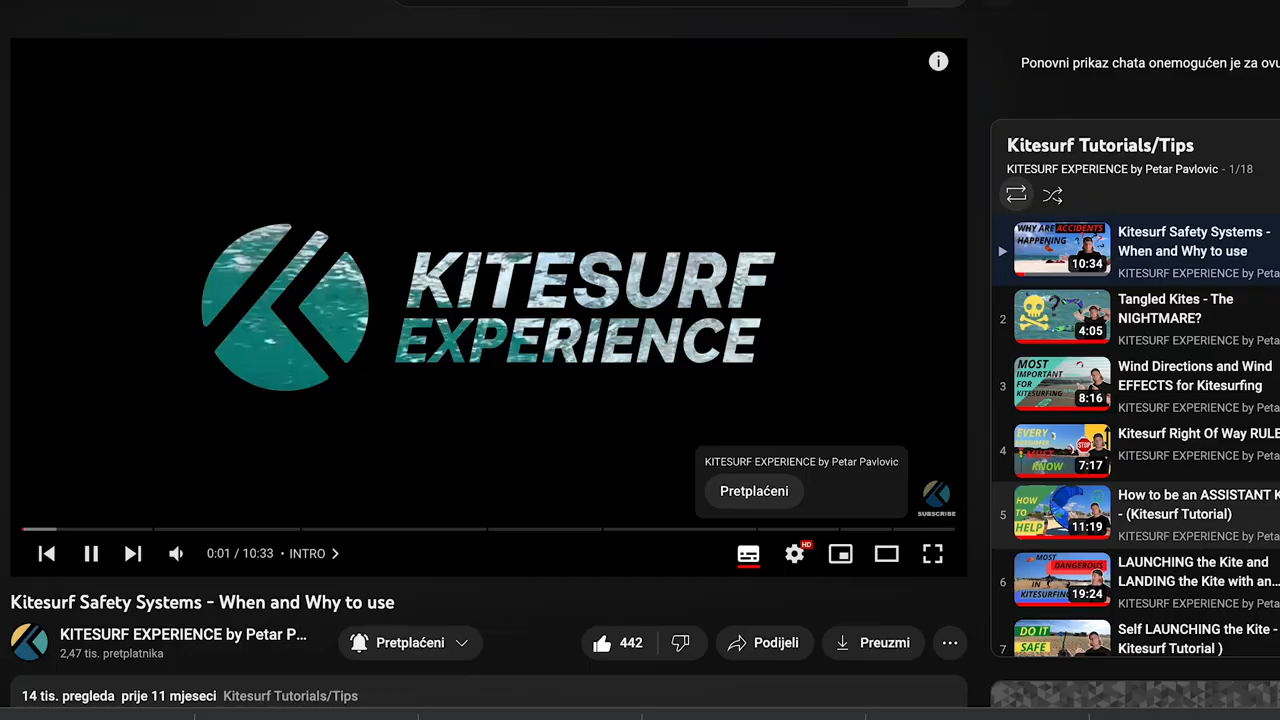 Ponovni prikaz chata onemogućen je za ovu
KITESURF
EXPERIENCE
KITESURF EXPERIENCE by Petar Pavlovic
Pretplaćeni
SUBSCRIBE
0:01 / 10:33 • INTRO
HD
Kitesurf Safety Systems - When and Why to use
KITESURF EXPERIENCE by Petar P...
2,47 tis. pretplatnika
Pretplaćeni
442
Podijeli
Preuzmi
14 tis. pregleda prije 11 mjeseci Kitesurf Tutorials/Tips
Kitesurf Tutorials/Tips
KITESURF EXPERIENCE by Petar Pavlovic - 1/18
WHY ARE ACCIDENTS
HAPPENING
10:34
Kitesurf Safety Systems -
When and Why to use
KITESURF EXPERIENCE by Peta
2
?
4:05
Tangled Kites - The
NIGHTMARE?
KITESURF EXPERIENCE by Peta
3
MOST
IMPORTANT
FOR
KITESURFING
8:16
Wind Directions and Wind
EFFECTS for Kitesurfing
KITESURF EXPERIENCE by Peta
4
EVERY
KITESURFER
MUST
KNOW
STOP
7:17
Kitesurf Right Of Way RULE
KITESURF EXPERIENCE by Peta
5
HOW
TO
HELP
11:19
How to be an ASSISTANT K
- (Kitesurf Tutorial)
KITESURF EXPERIENCE by Peta
6
MOST
DANGEROUS
IN
KITESURFING
19:24
LAUNCHING the Kite and
LANDING the Kite with an...
KITESURF EXPERIENCE by Peta
7
DO IT
SAFE
Self LAUNCHING the Kite -
Kitesurf Tutorial )